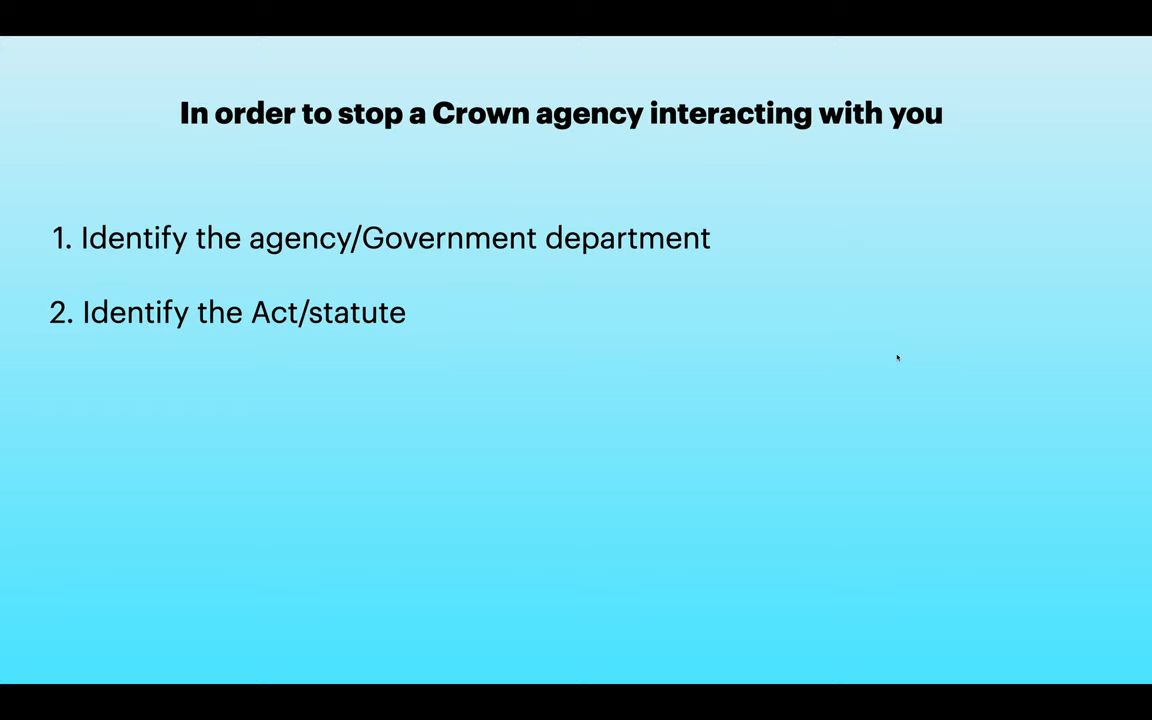 In order to stop a Crown agency interacting with you
1. Identify the agency/Government department
2. Identify the Act/statute